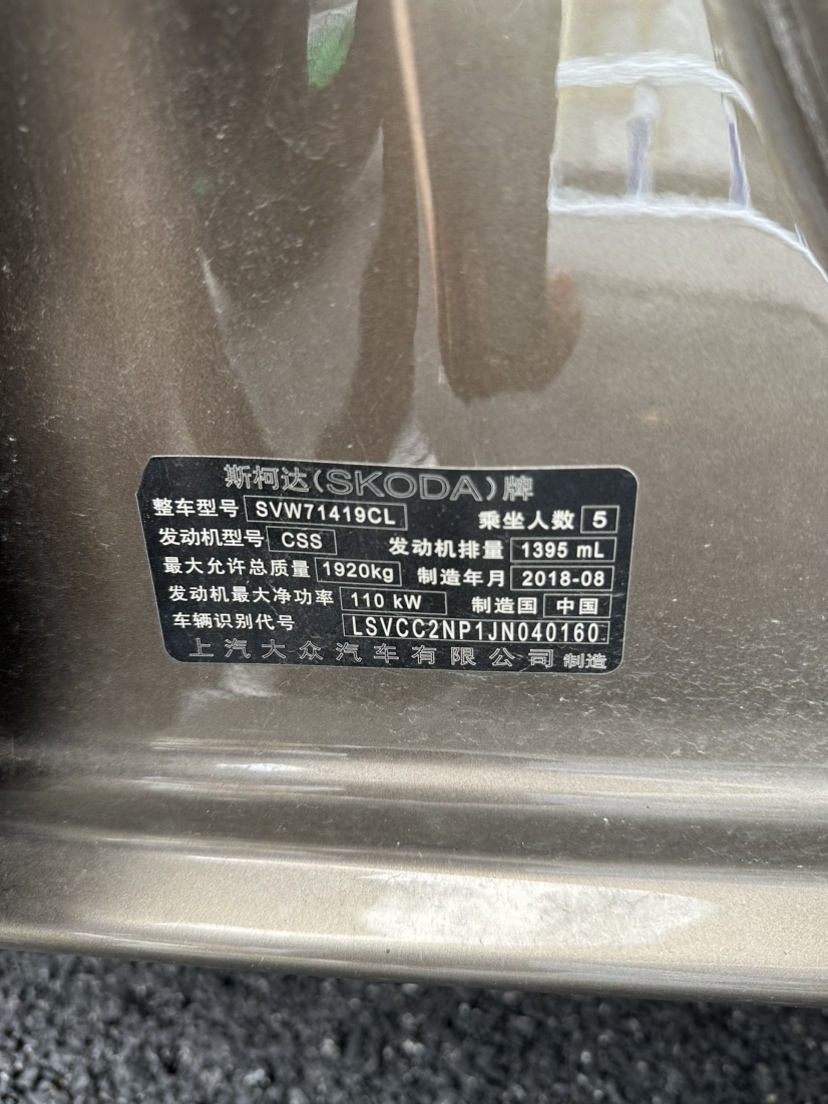 斯柯达(SKODA)牌
整车型号 SVW71419CL 乘坐人数 5
发动机型号 CSS 发动机排量 1395 mL
最大允许总质量 1920kg 制造年月 2018-08
发动机最大净功率 110 kW 制造国 中国
车辆识别代号 LSVCC2NP1JN040160
上汽大众汽车有限公司制造